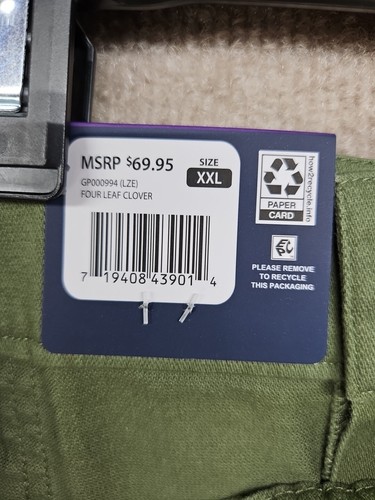 MSRP $69.95
SIZE
XXL
GP000994 (LZE)
FOUR LEAF CLOVER
7 19408 43901 4
how2recycle.info
PAPER
CARD
PLEASE REMOVE
TO RECYCLE
THIS PACKAGING